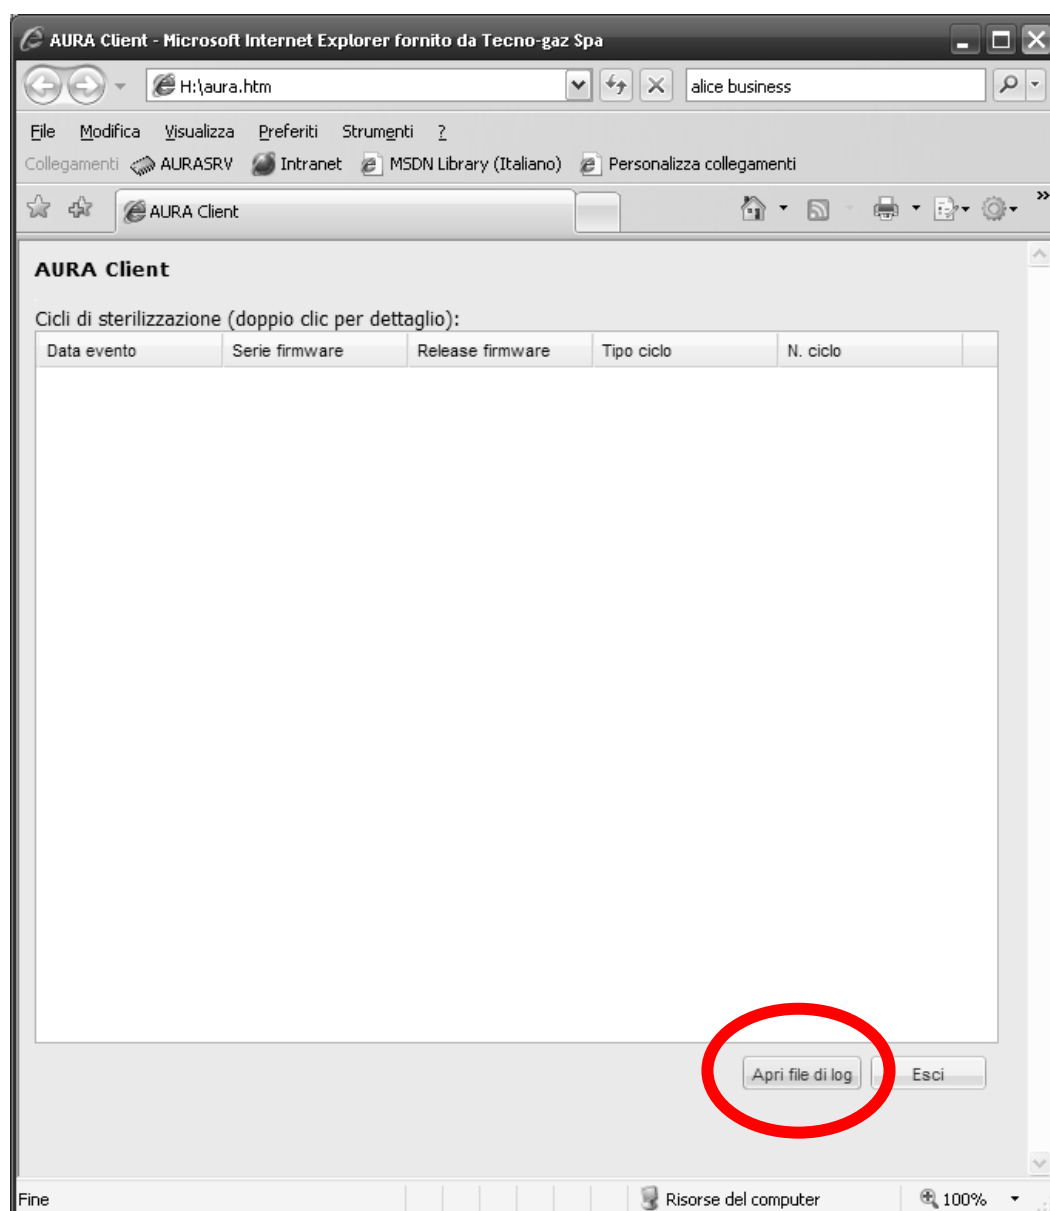 AURA Client - Microsoft Internet Explorer fornito da Tecno-gaz Spa
H:\aura.htm alice business
File Modifica Visualizza Preferiti Strumenti ?
Collegamenti AURASRV Intranet MSDN Library (Italiano) Personalizza collegamenti
AURA Client
AURA Client
Cicli di sterilizzazione (doppio clic per dettaglio):
Data evento Serie firmware Release firmware Tipo ciclo N. ciclo
Apri file di log Esci
Fine Risorse del computer 100%